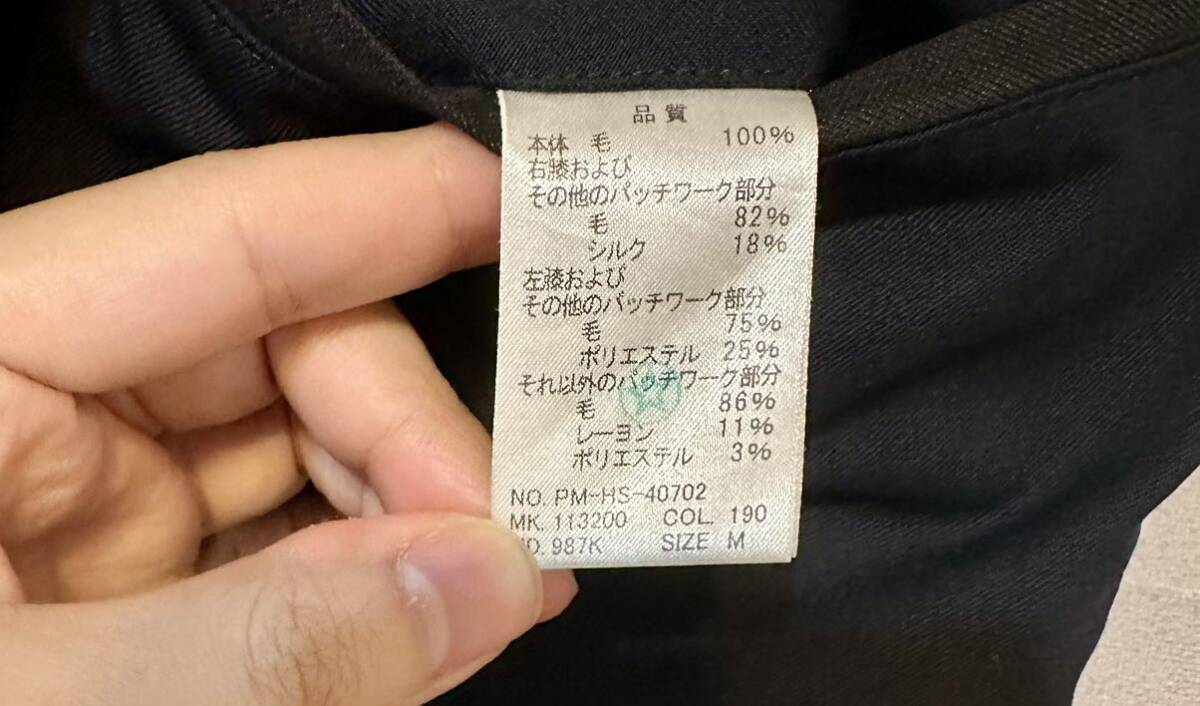 品質
本体 毛 100%
右膝および
その他のパッチワーク部分
毛 82%
シルク 18%
左膝および
その他のパッチワーク部分
毛 75%
ポリエステル 25%
それ以外のパッチワーク部分
毛 86%
レーヨン 11%
ポリエステル 3%
NO. PM-HS-40702
MK. 113200 COL. 190
987K SIZE M